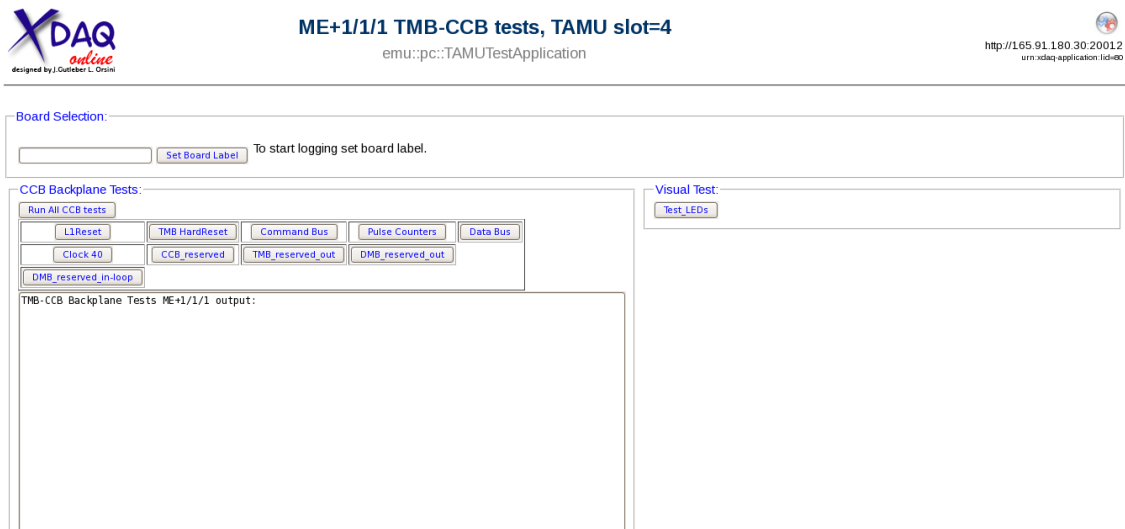 XDAQ
online
designed by J.Gutleber L. Orsini
ME+1/1/1 TMB-CCB tests, TAMU slot=4
emu::pc::TAMUTestApplication
http://165.91.180.30:20012
urn:xdaq-application:lid=80
Board Selection:
Set Board Label To start logging set board label.
CCB Backplane Tests:
Run All CCB tests
L1Reset TMB HardReset Command Bus Pulse Counters Data Bus
Clock 40 CCB_reserved TMB_reserved_out DMB_reserved_out
DMB_reserved_in-loop
TMB-CCB Backplane Tests ME+1/1/1 output:
Visual Test:
Test_LEDs